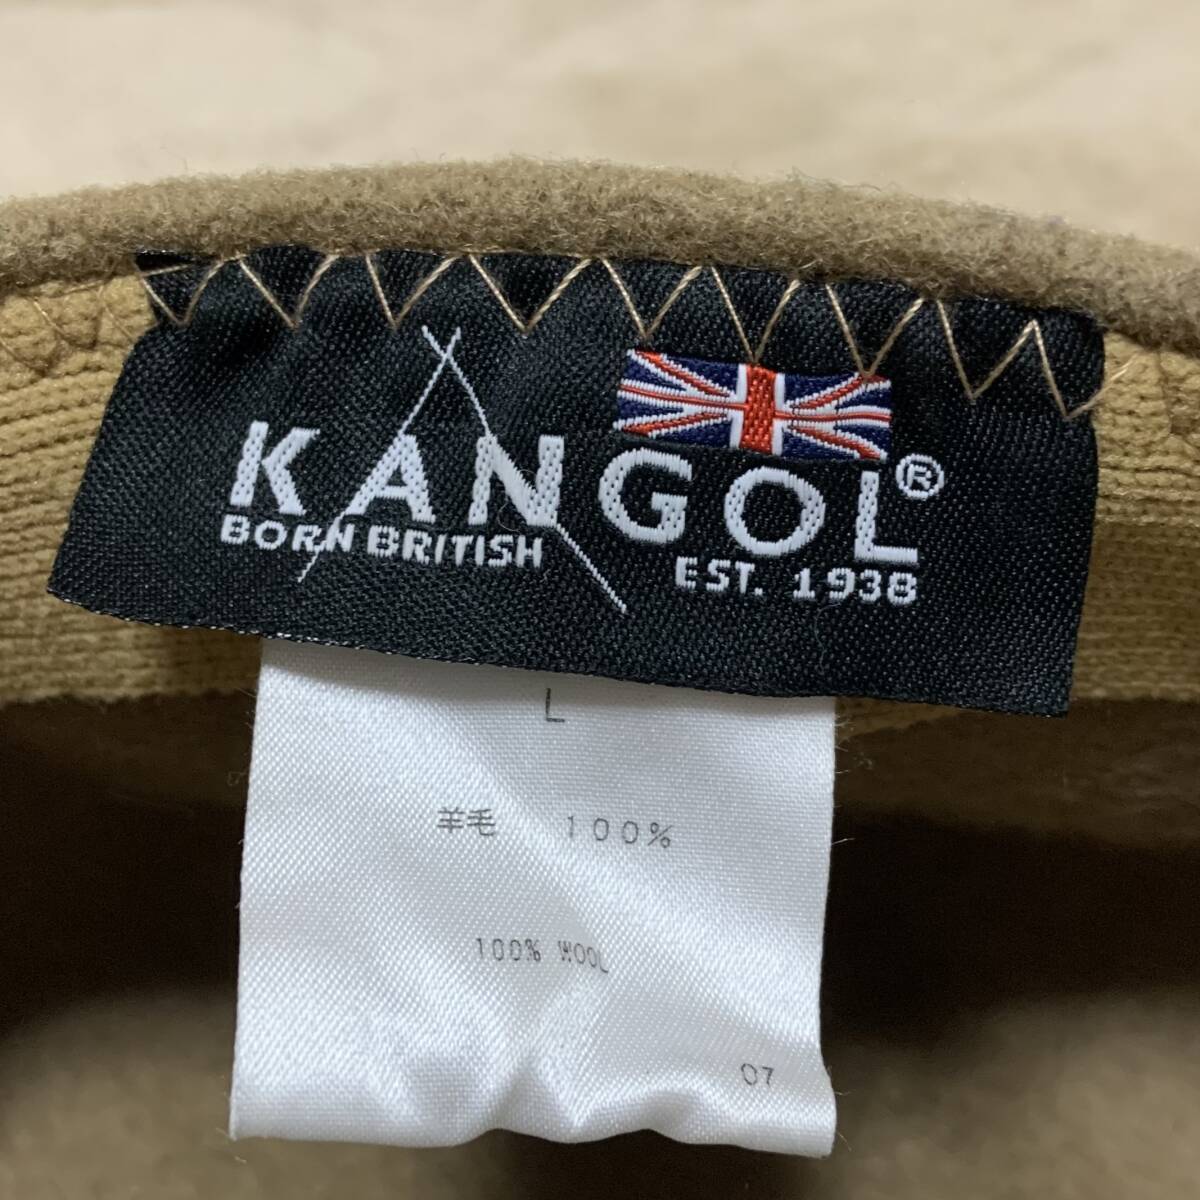 KANGOL®
BORN BRITISH
EST. 1938
L
羊毛 100%
100% WOOL
07